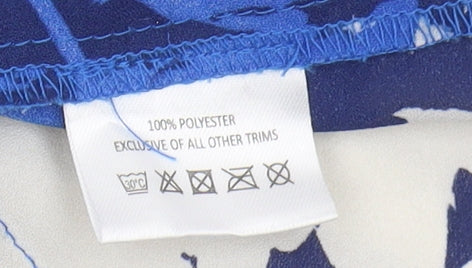 100% POLYESTER
EXCLUSIVE OF ALL OTHER TRIMS
30°C